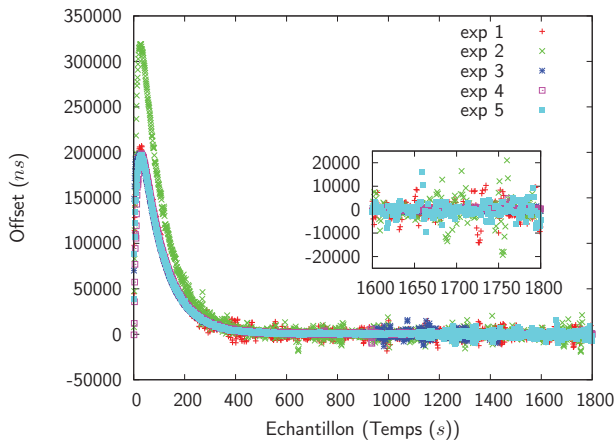 350000
300000
250000
200000
150000
100000
50000
0
-50000
Offset (ns)
0 200 400 600 800 1000 1200 1400 1600 1800
Echantillon (Temps (s))
exp 1
exp 2
exp 3
exp 4
exp 5
20000
10000
0
-10000
-20000
1600 1650 1700 1750 1800